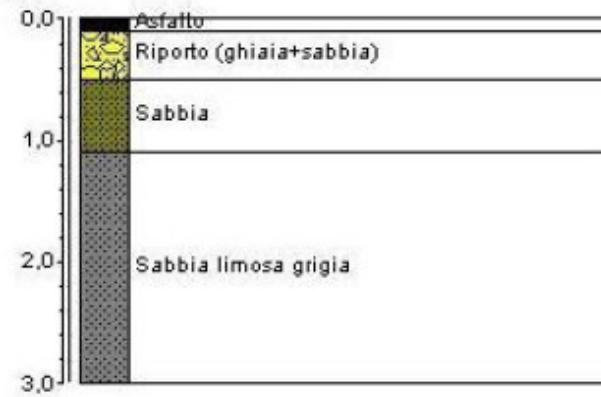 0,0
Asfalto
Riporto (ghiaia+sabbia)
Sabbia
1,0
2,0
Sabbia limosa grigia
3,0